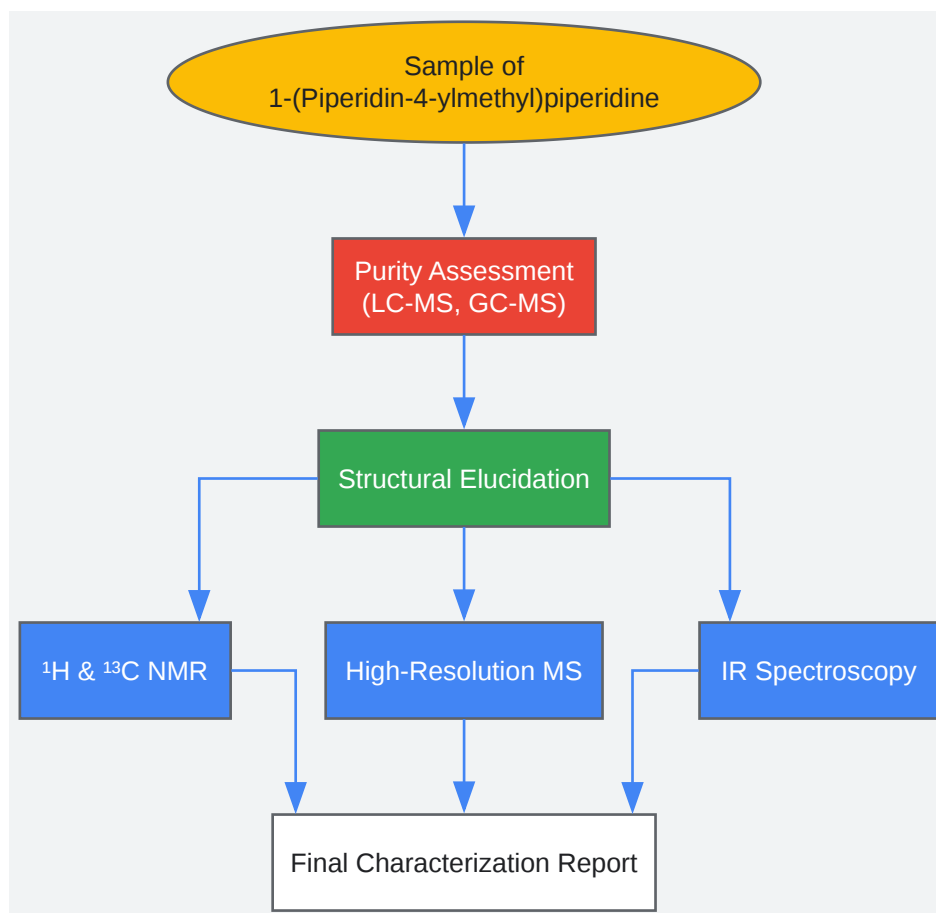 Sample of
1-(Piperidin-4-ylmethyl)piperidine
Purity Assessment
(LC-MS, GC-MS)
Structural Elucidation
¹H & ¹³C NMR
High-Resolution MS
IR Spectroscopy
Final Characterization Report